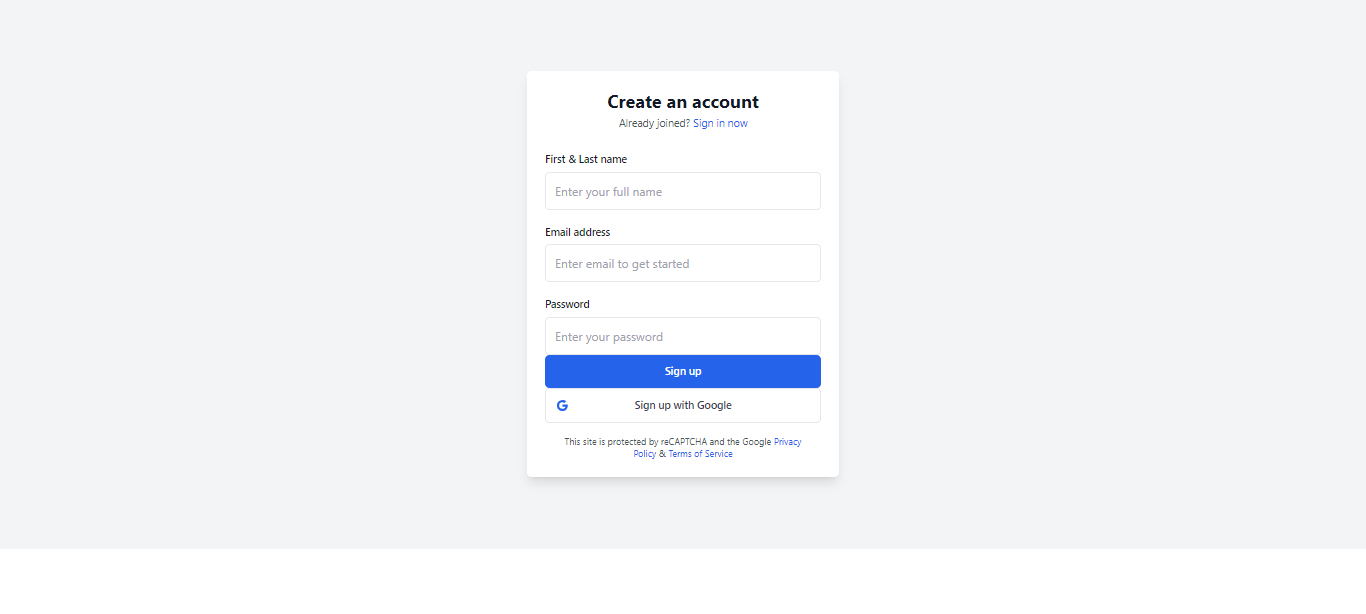 Create an account
Already joined? Sign in now
First & Last name
Enter your full name
Email address
Enter email to get started
Password
Enter your password
Sign up
Sign up with Google
This site is protected by reCAPTCHA and the Google Privacy
Policy & Terms of Service